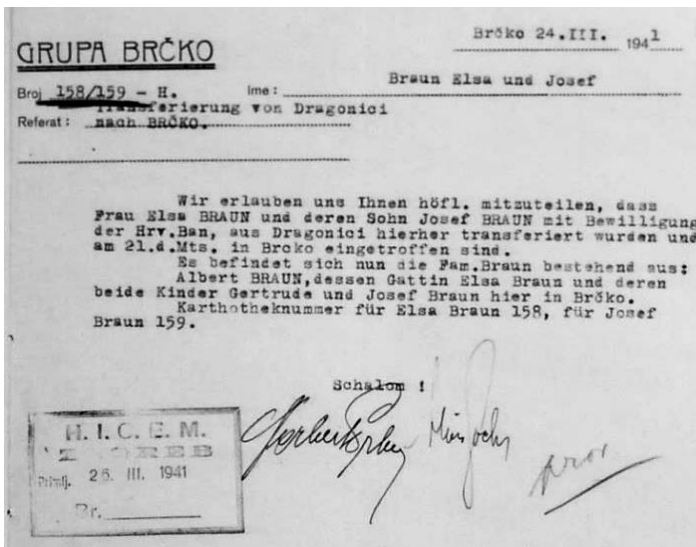 Brčko 24.III. 1941
GRUPA BRČKO
Braun Elsa und Josef
Broj 158/159 - H. Ime:
Transferierung von Dragonici
Referat: nach BRČKO.
Wir erlauben uns Ihnen höfl. mitzuteilen, dass
Frau Elsa BRAUN und deren Sohn Josef BRAUN mit Bewilligung
der Hrv.Ban, aus Dragonici hierher transferiert wurden und
am 21.d.Mts. in Brcko eingetroffen sind.
Es befindet sich nun die Fam.Braun bestehend aus:
Albert BRAUN,dessen Gattin Elsa Braun und deren
beide Kinder Gertrude und Josef Braun hier in Brčko.
Karthotheknummer für Elsa Braun 158, für Josef
Braun 159.
Schalom !
H. I. C. E. M.
ZAGREB
Primlj. 26. III. 1941
Br.